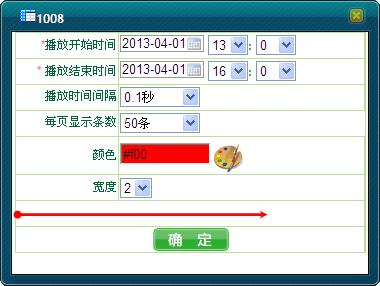 1008
*播放开始时间 2013-04-01 13 : 0
*播放结束时间 2013-04-01 16 : 0
播放时间间隔 0.1秒
每页显示条数 50条
颜色 #f00
宽度 2
确 定